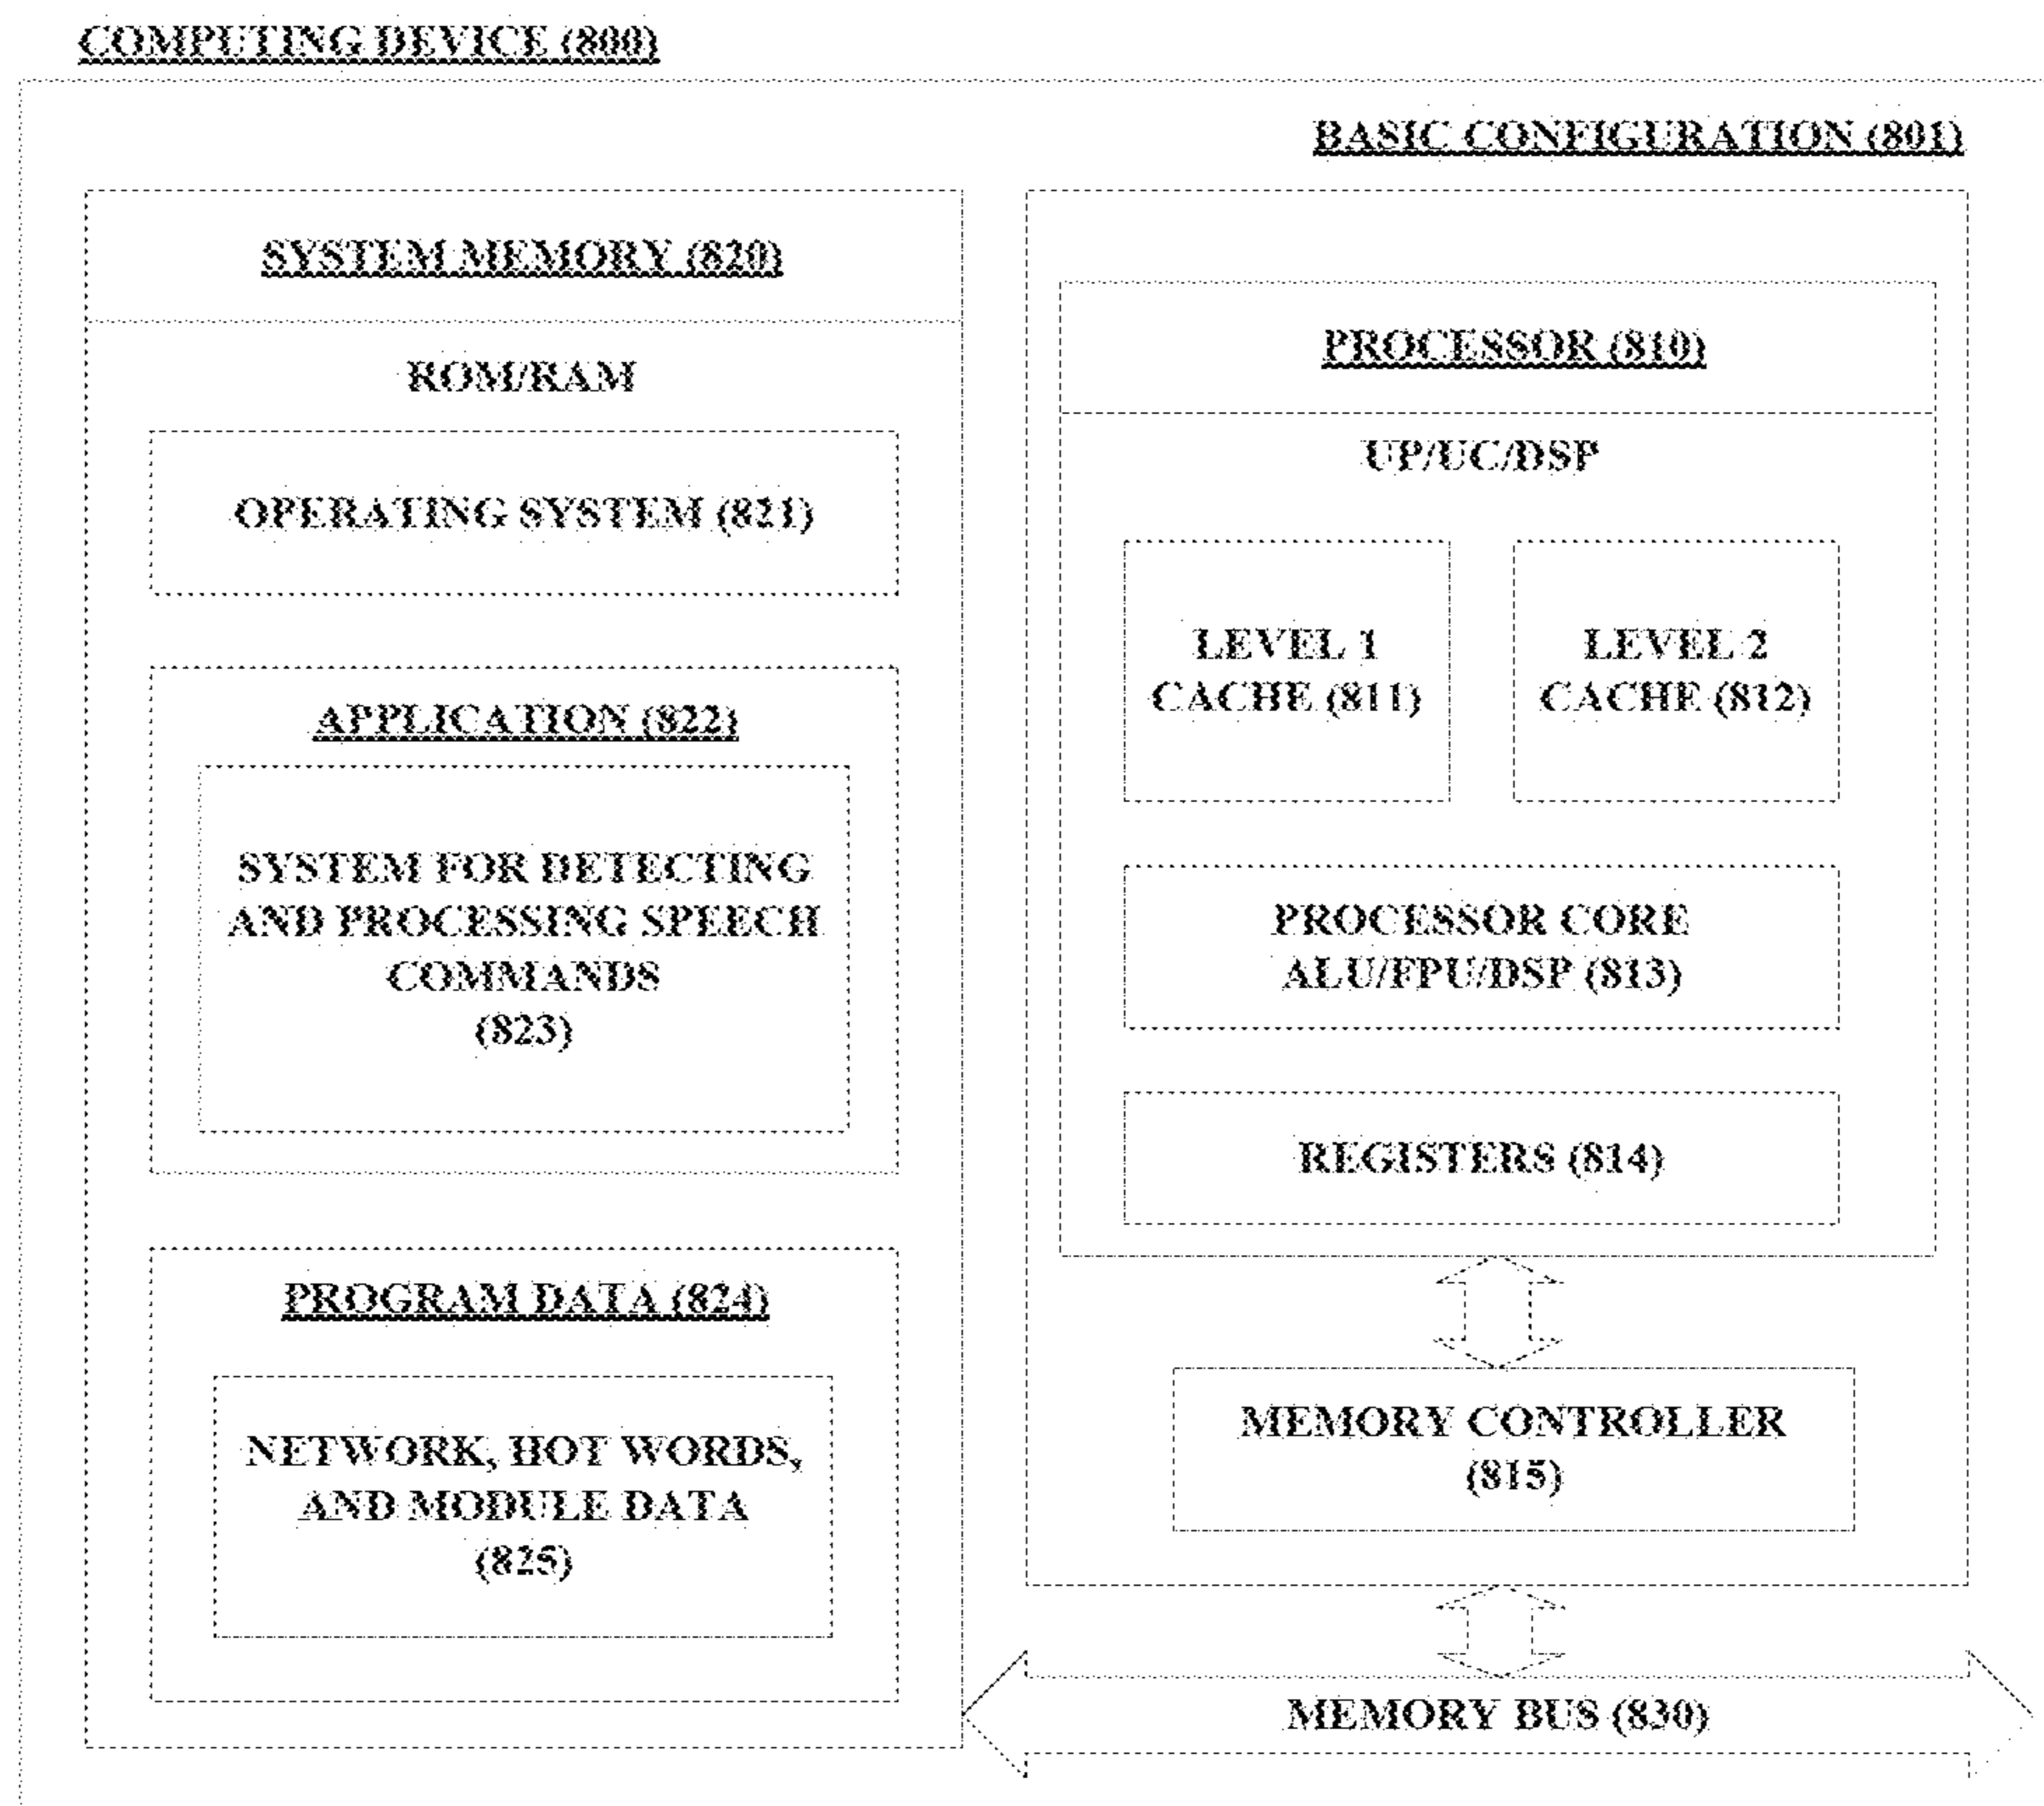 COMPUTING DEVICE (800)
BASIC CONFIGURATION (801)
SYSTEM MEMORY (820)
ROM/RAM
OPERATING SYSTEM (821)
APPLICATION (822)
SYSTEM FOR DETECTING
AND PROCESSING SPEECH
COMMANDS
(823)
PROGRAM DATA (824)
NETWORK, HOT WORDS,
AND MODULE DATA
(825)
PROCESSOR (810)
UP/UC/DSP
LEVEL 1
CACHE (811)
LEVEL 2
CACHE (812)
PROCESSOR CORE
ALU/FPU/DSP (813)
REGISTERS (814)
MEMORY CONTROLLER
(815)
MEMORY BUS (830)